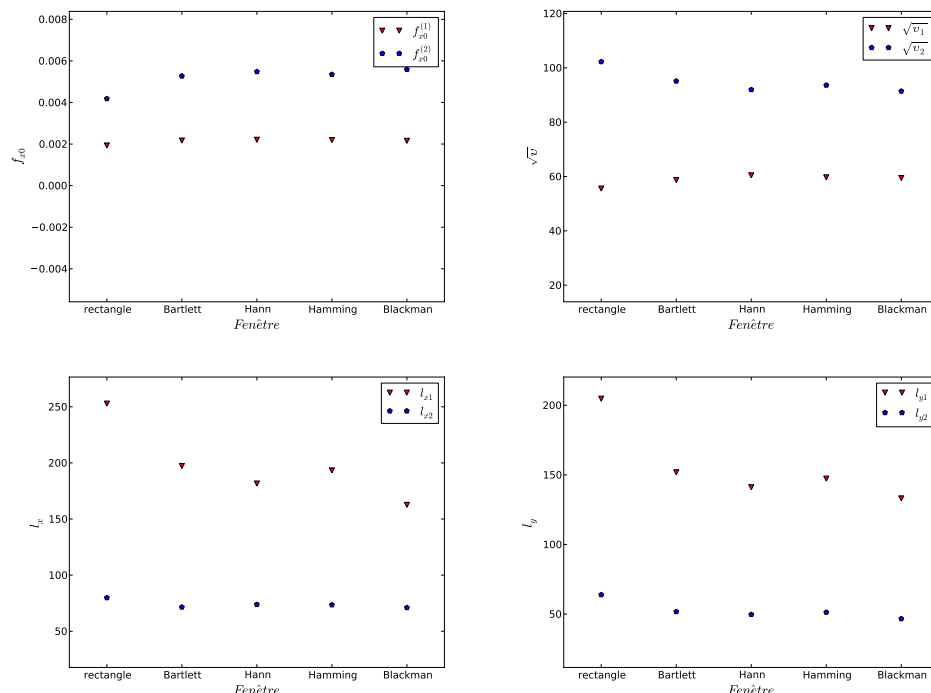 0.008
0.006
0.004
0.002
0.000
−0.002
−0.004
f_{x0}
f_{x0}^{(1)}
f_{x0}^{(2)}
rectangle Bartlett Hann Hamming Blackman
Fenêtre
120
100
80
60
40
20
√v
√v_1
√v_2
rectangle Bartlett Hann Hamming Blackman
Fenêtre
250
200
150
100
50
l_x
l_{x1}
l_{x2}
rectangle Bartlett Hann Hamming Blackman
Fenêtre
200
150
100
50
l_y
l_{y1}
l_{y2}
rectangle Bartlett Hann Hamming Blackman
Fenêtre